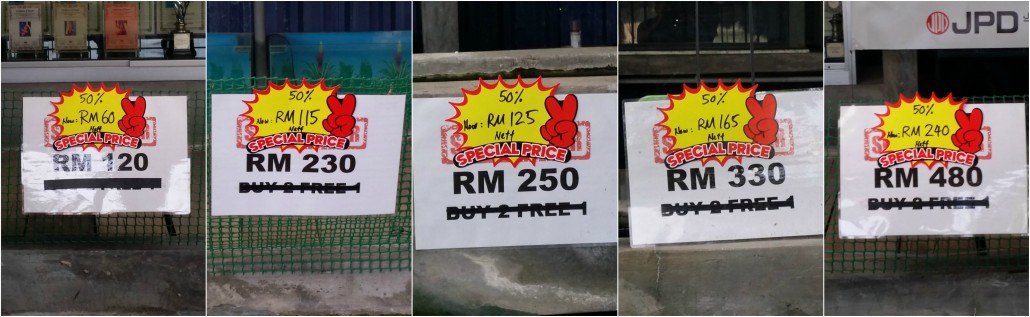 50%
Now: RM 60
Nett
SPECIAL PRICE
RM 120
50%
Now: RM 115
Nett
SPECIAL PRICE
RM 230
BUY 2 FREE 1
50%
Now: RM 125
Nett
SPECIAL PRICE
RM 250
BUY 2 FREE 1
50%
Now: RM 165
Nett
SPECIAL PRICE
RM 330
BUY 2 FREE 1
JPD
50%
Now: RM 240
Nett
SPECIAL PRICE
RM 480
BUY 2 FREE 1